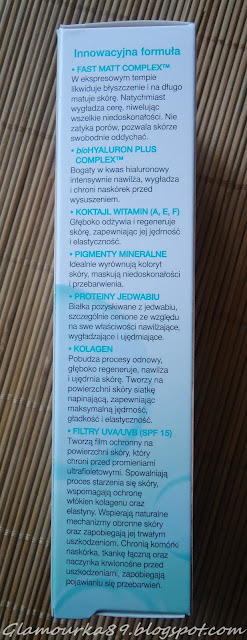 Innowacyjna formuła
• FAST MATT COMPLEX™
W ekspresowym tempie
likwiduje błyszczenie i na długo
matuje skórę. Natychmiast
wygładza cerę, niwelując
wszelkie niedoskonałości. Nie
zatyka porów, pozwala skórze
swobodnie oddychać.
• bioHYALURON PLUS
COMPLEX™
Bogaty w kwas hialuronowy
intensywnie nawilża, wygładza
i chroni naskórek przed
wysuszeniem.
• KOKTAJL WITAMIN (A, E, F)
Głęboko odżywia i regeneruje
skórę, zapewniając jej jędrność
i elastyczność.
• PIGMENTY MINERALNE
Idealnie wyrównują koloryt
skóry, maskują niedoskonałości
i przebarwienia.
• PROTEINY JEDWABIU
Białka pozyskiwane z jedwabiu,
szczególnie cenione ze względu
na swe właściwości nawilżające,
wygładzające i ujędrniające.
• KOLAGEN
Pobudza procesy odnowy,
głęboko regeneruje, nawilża
i ujędrnia skórę. Tworzy na
powierzchni skóry siatkę
napinającą, zapewniając
maksymalną jędrność,
gładkość i elastyczność.
• FILTRY UVA/UVB (SPF 15)
Tworzą film ochronny na
powierzchni skóry, który
chroni przed promieniami
ultrafioletowymi. Spowalniają
proces starzenia się skóry,
wspomagają ochronę
włókien kolagenu oraz
elastyny. Wspierają naturalne
mechanizmy obronne skóry
oraz zapobiegają jej trwałym
uszkodzeniom. Chronią komórki
naskórka, tkankę łączną oraz
naczynka krwionośne przed
uszkodzeniami, zapobiegają
pojawianiu się przebarwień.
Glamourka89.blogspot.com